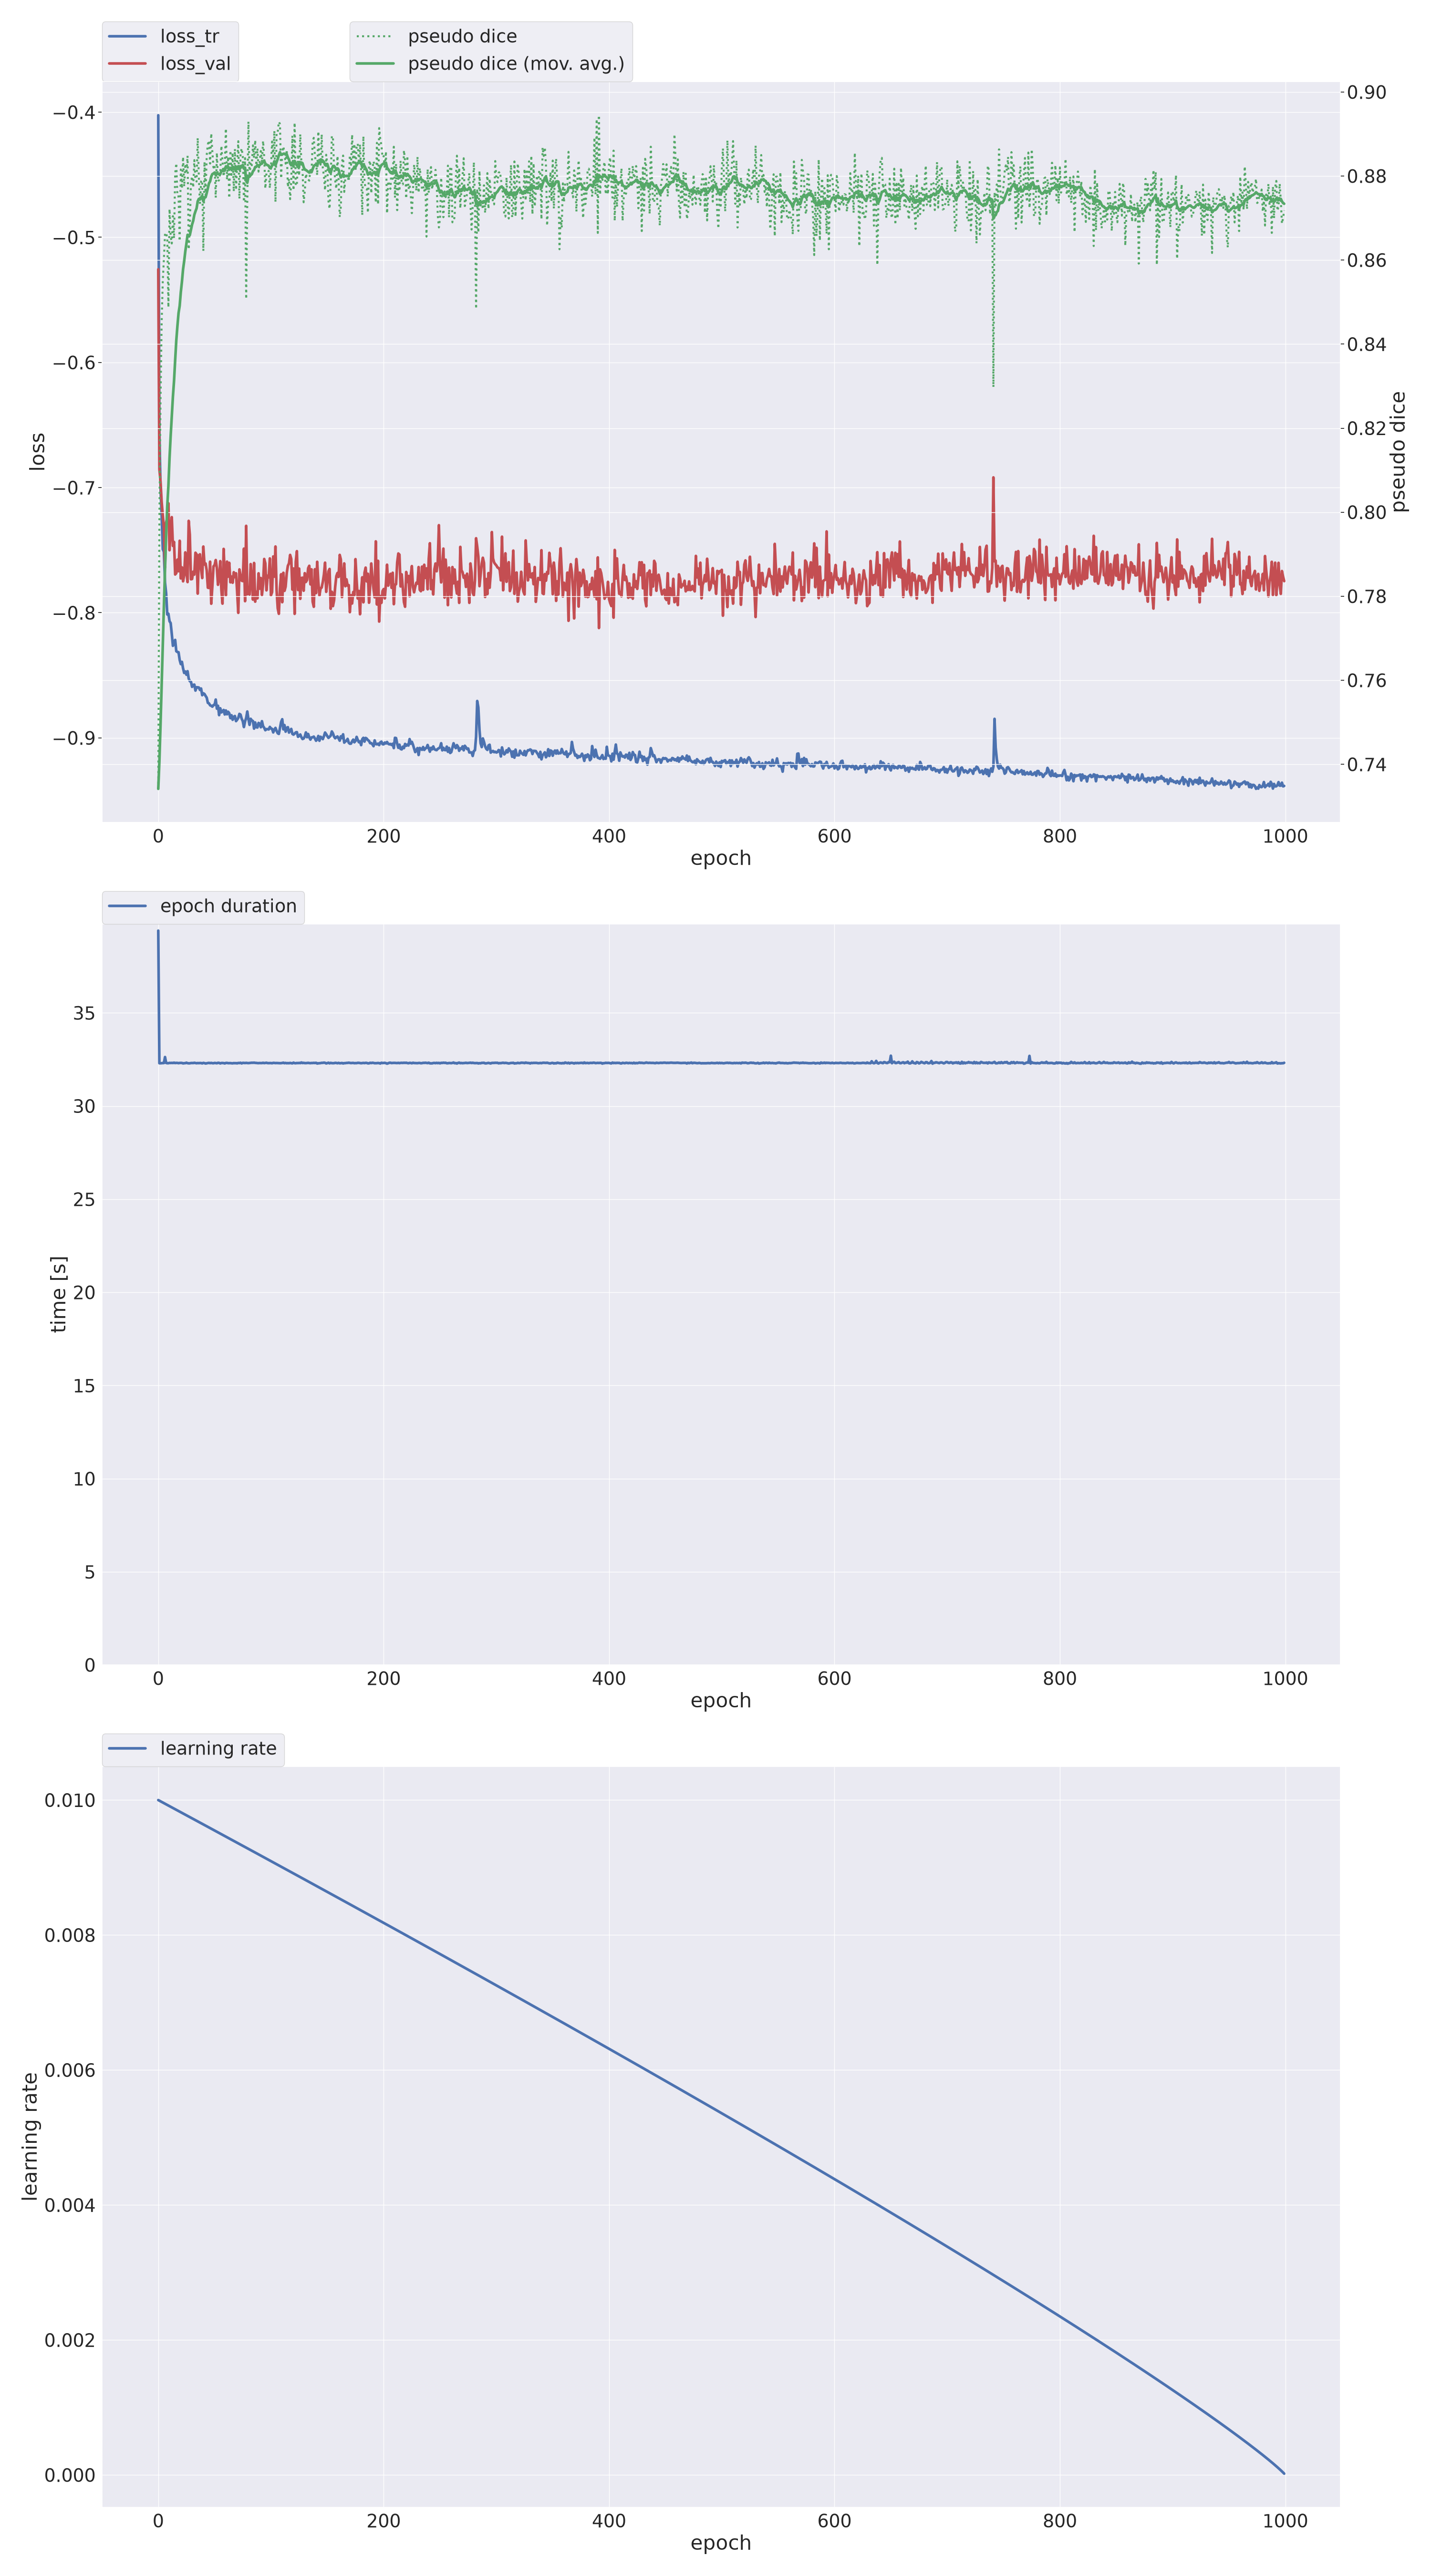 loss_tr
loss_val
pseudo dice
pseudo dice (mov. avg.)
−0.4
−0.5
−0.6
−0.7
−0.8
−0.9
loss
0.90
0.88
0.86
0.84
0.82
0.80
0.78
0.76
0.74
pseudo dice
0 200 400 600 800 1000
epoch
epoch duration
35
30
25
20
15
10
5
0
time [s]
0 200 400 600 800 1000
epoch
learning rate
0.010
0.008
0.006
0.004
0.002
0.000
learning rate
0 200 400 600 800 1000
epoch